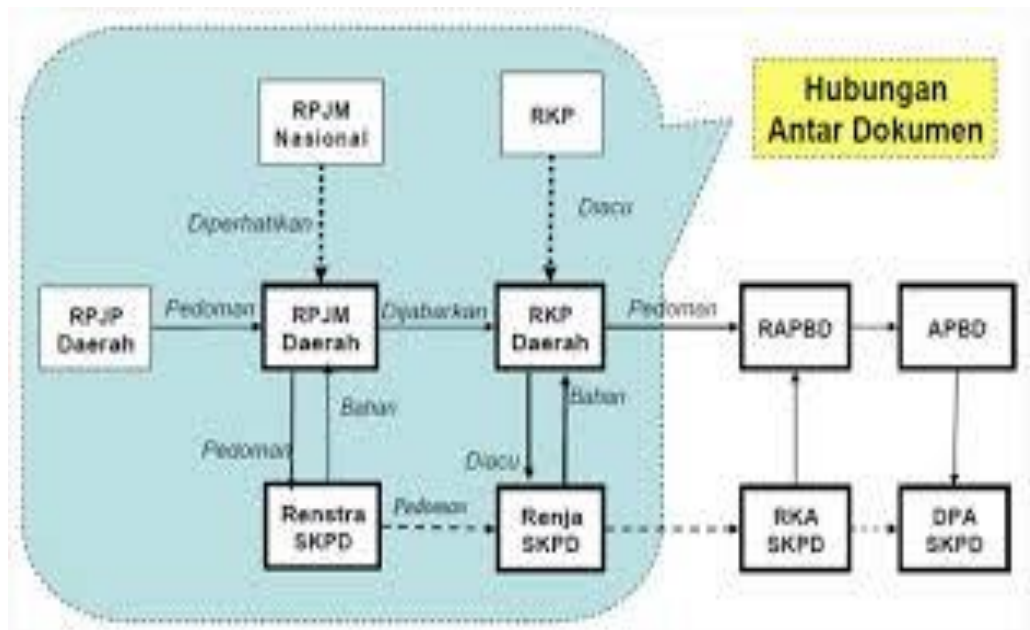 Hubungan
Antar Dokumen
RPJM
Nasional
RKP
Diperhatikan
Diacu
RPJP
Daerah
Pedoman
RPJM
Daerah
Dijabarkan
RKP
Daerah
Pedoman
RAPBD
APBD
Pedoman
Bahan
Diacu
Bahan
Renstra
SKPD
Pedoman
Renja
SKPD
RKA
SKPD
DPA
SKPD